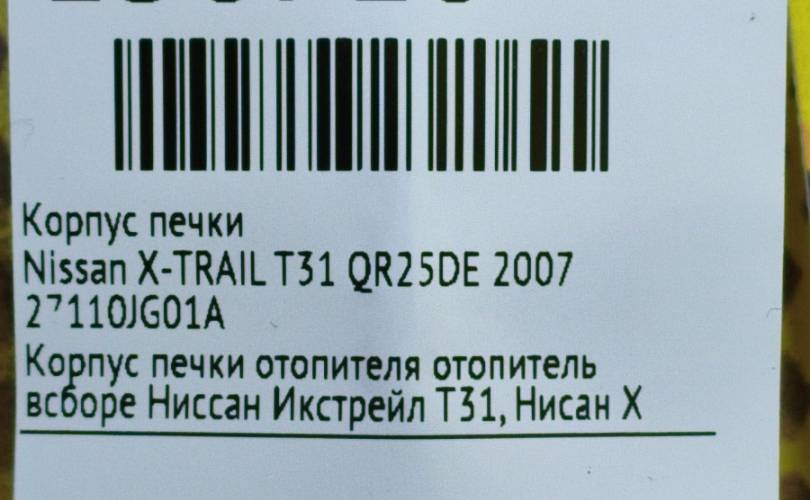 Корпус печки
Nissan X-TRAIL T31 QR25DE 2007
27110JG01A
Корпус печки отопителя отопитель
всборе Ниссан Икстрейл Т31, Нисан Х